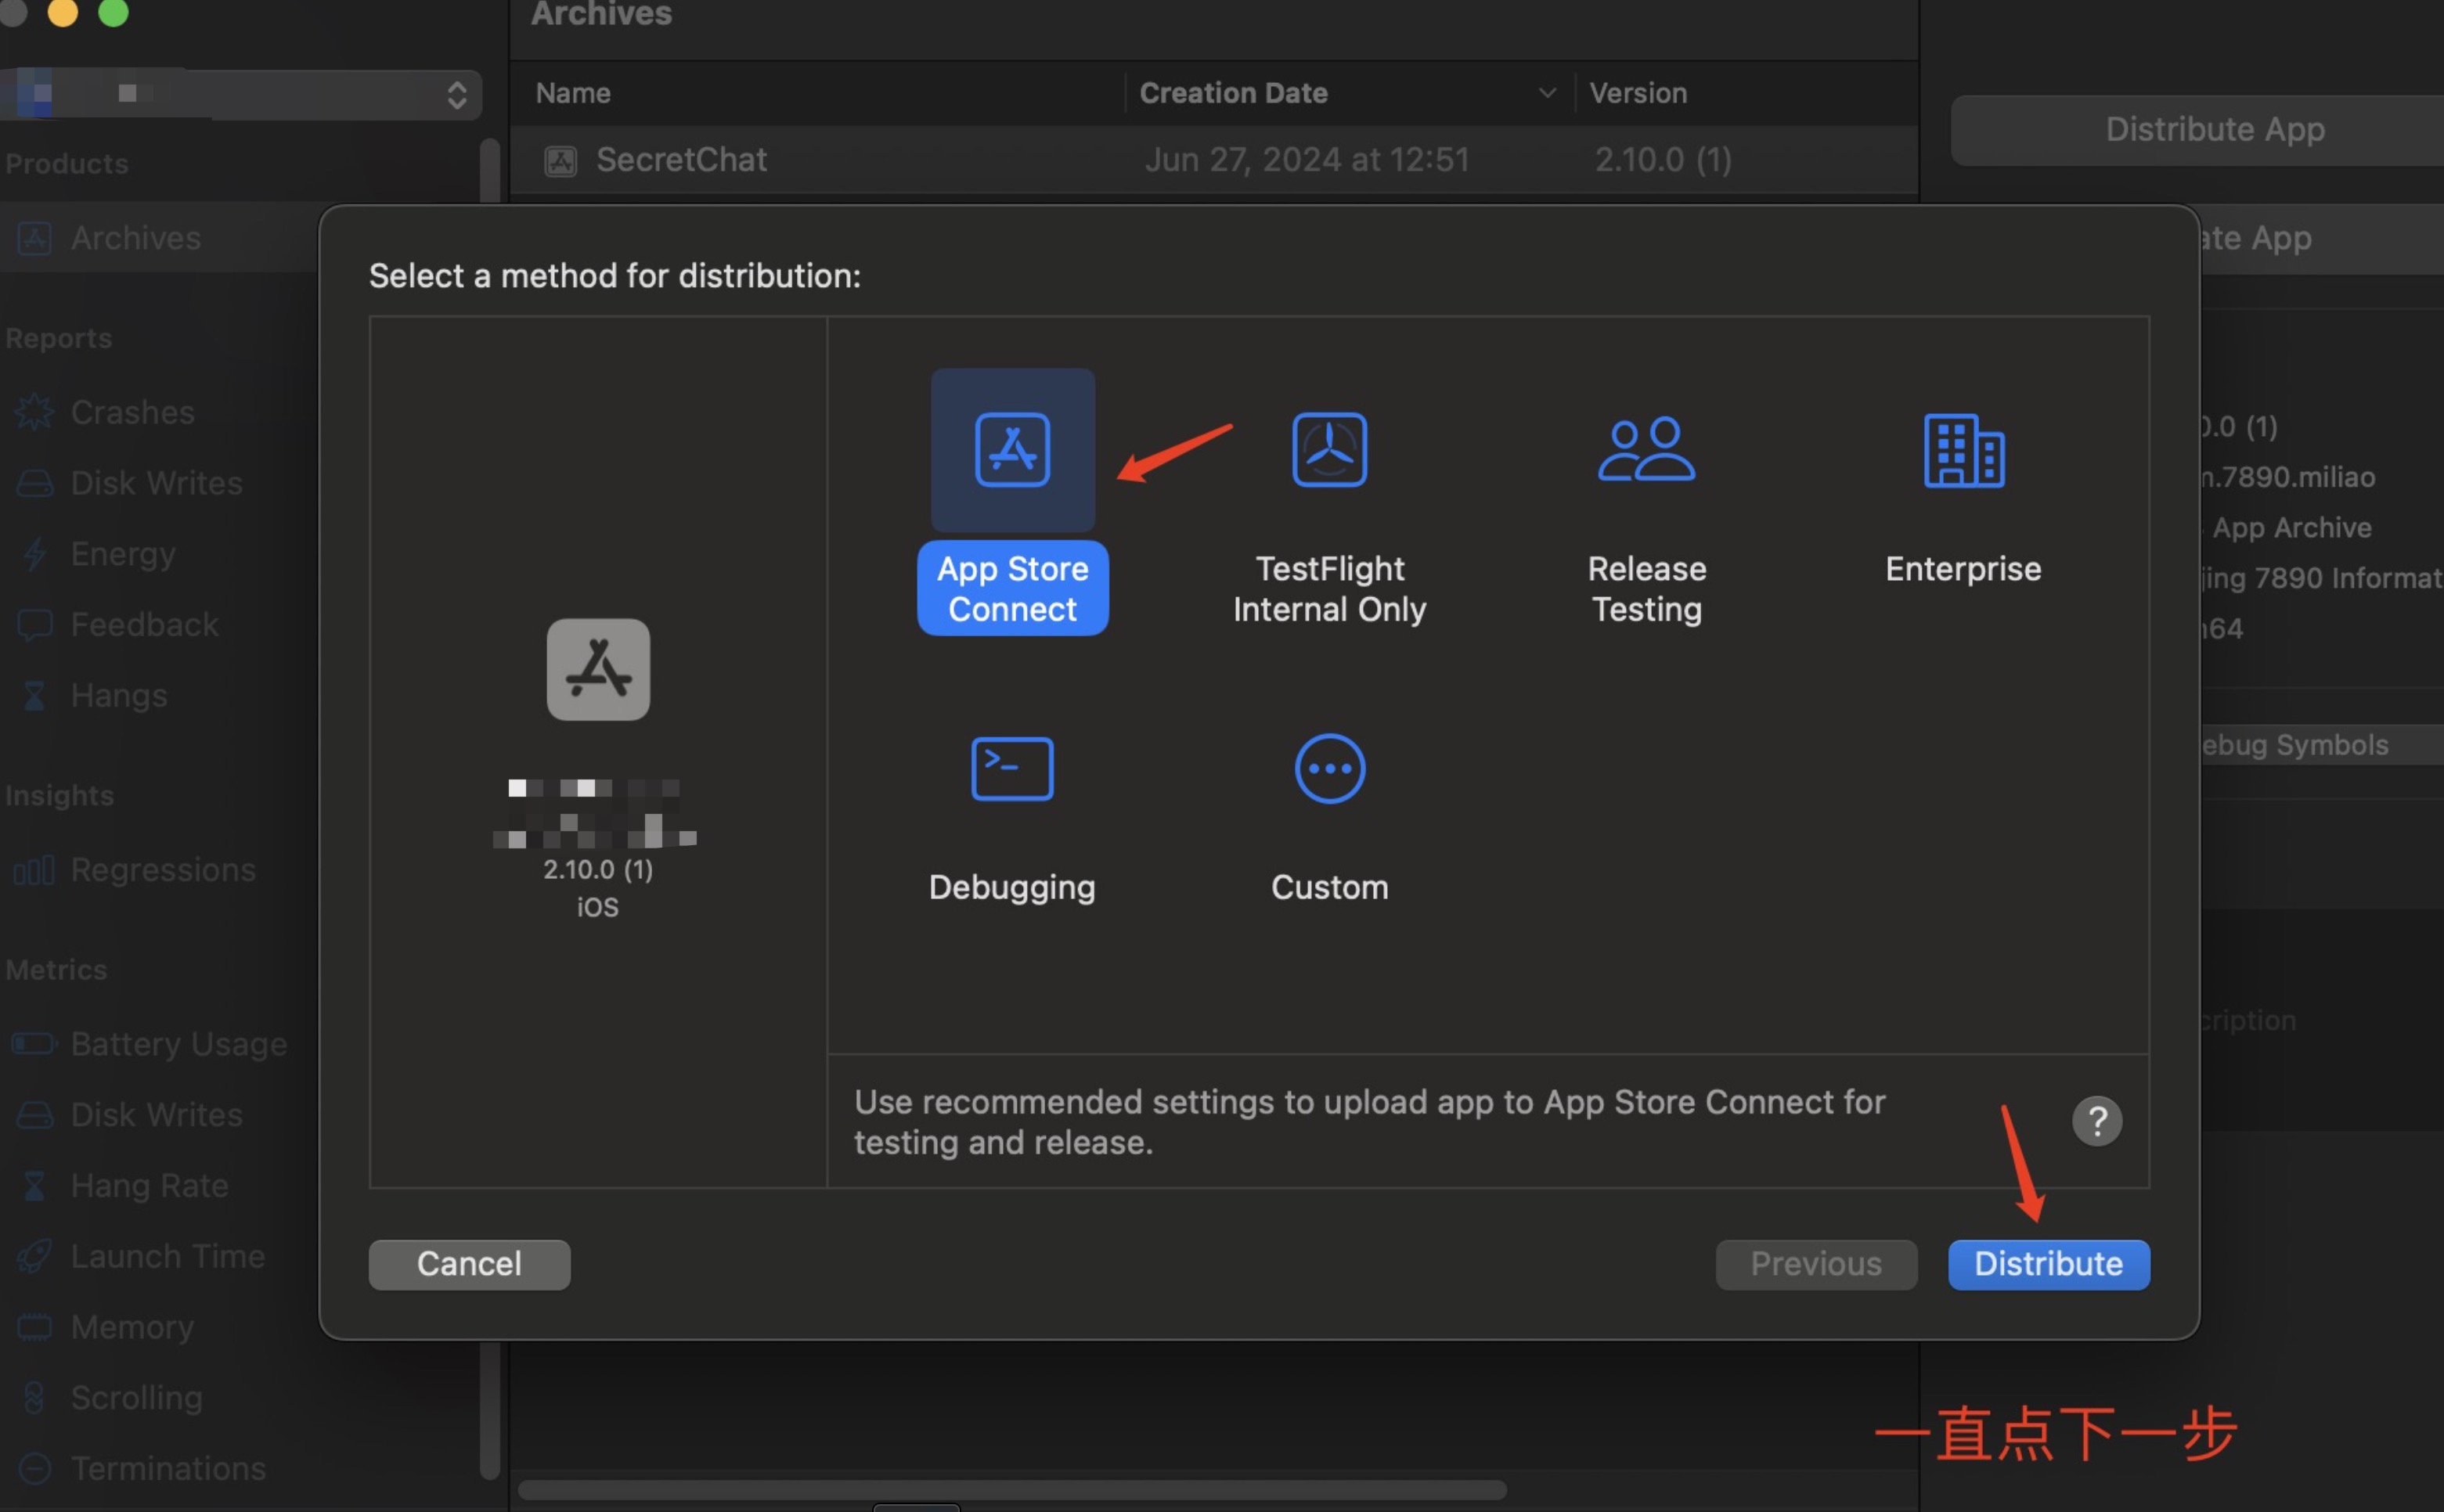 Archives
Name
Creation Date
Version
Distribute App
Products
SecretChat
Jun 27, 2024 at 12:51
2.10.0 (1)
Archives
ate App
Select a method for distribution:
Reports
Crashes
Disk Writes
Energy
Feedback
Hangs
Insights
Regressions
Metrics
Battery Usage
Disk Writes
Hang Rate
Launch Time
Memory
Scrolling
Terminations
2.10.0 (1)
iOS
App Store
Connect
TestFlight
Internal Only
Release
Testing
Enterprise
Debugging
Custom
Use recommended settings to upload app to App Store Connect for
testing and release.
?
Cancel
Previous
Distribute
0.0 (1)
.7890.miliao
App Archive
jing 7890 Informat
64
ebug Symbols
cription
一直点下一步